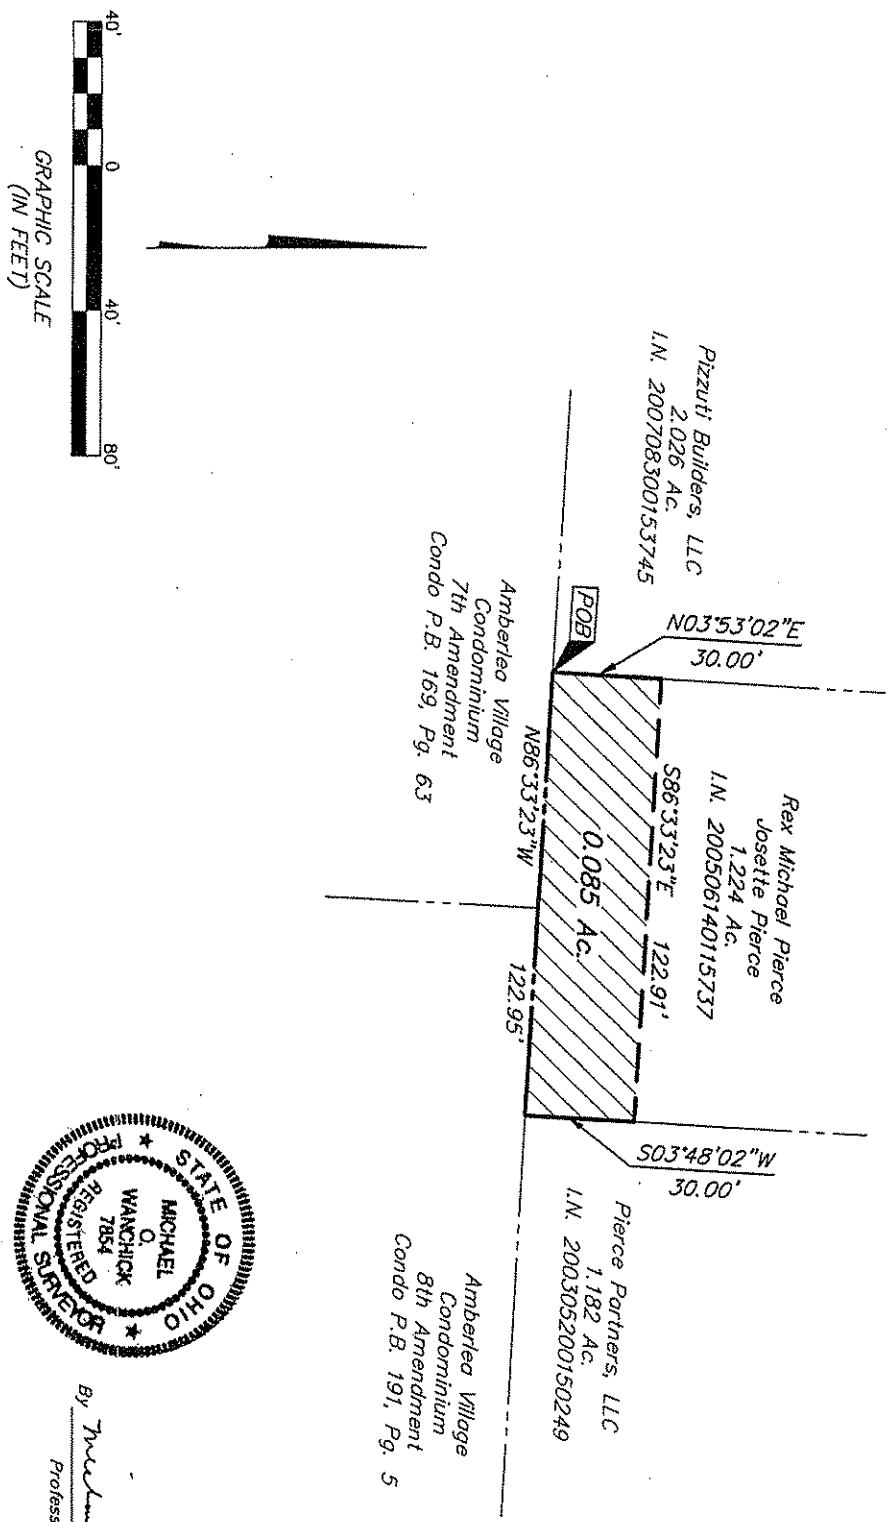 Pizzuti Builders, LLC
2.026 Ac.
I.N. 200708300153745
N03°53'02"E
30.00'
POB
Rex Michael Pierce
Josette Pierce
1.224 Ac.
I.N. 200506140115737
S86°33'23"E 122.91'
0.085 Ac.
N86°33'23"W 122.95'
S03°48'02"W
30.00'
Pierce Partners, LLC
1.182 Ac.
I.N. 200305200150249
Amberlea Village
Condominium
7th Amendment
Condo P.B. 169, Pg. 63
Amberlea Village
Condominium
8th Amendment
Condo P.B. 191, Pg. 5
40' 0 40' 80'
GRAPHIC SCALE
(IN FEET)
STATE OF OHIO
MICHAEL
O.
WANCHICK
7854
REGISTERED
PROFESSIONAL SURVEYOR
By